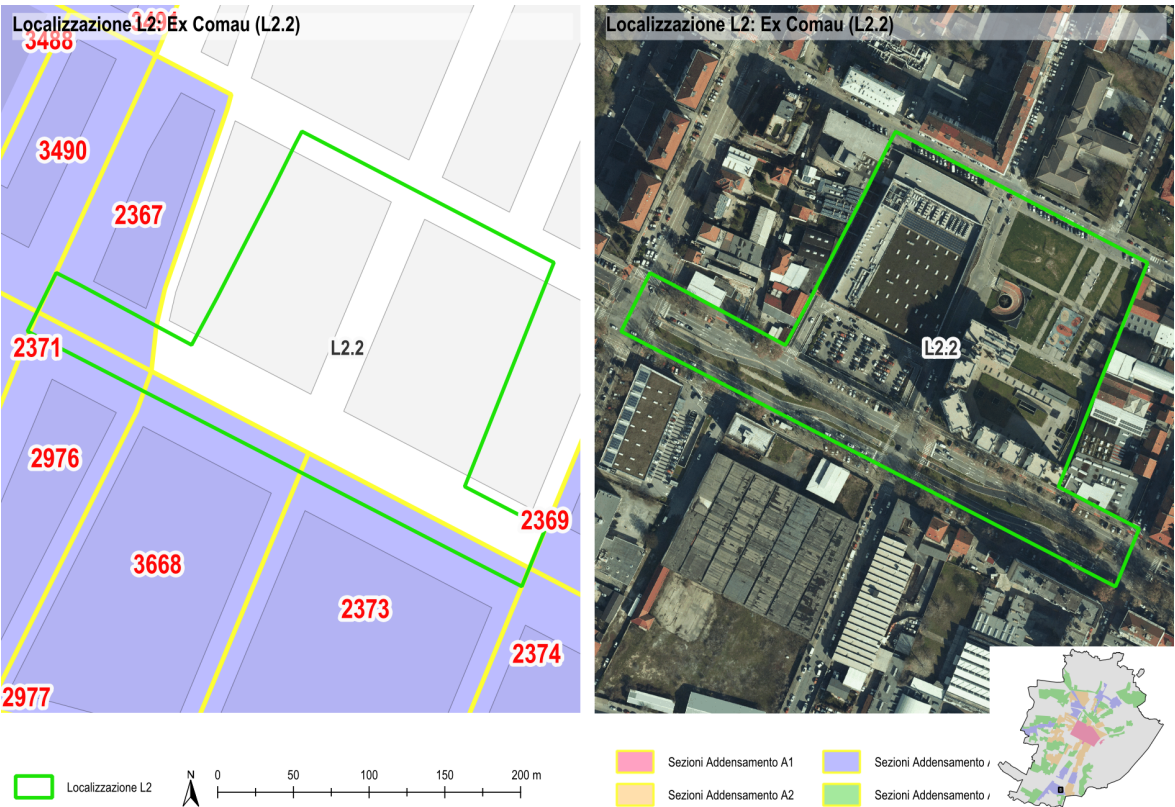 Localizzazione L2: Ex Comau (L2.2)
3488
3491
3490
2367
2371
L2.2
2976
2369
3668
2373
2374
2977
Localizzazione L2
N
0 50 100 150 200 m
Localizzazione L2: Ex Comau (L2.2)
L2.2
Sezioni Addensamento A1
Sezioni Addensamento
Sezioni Addensamento A2
Sezioni Addensamento